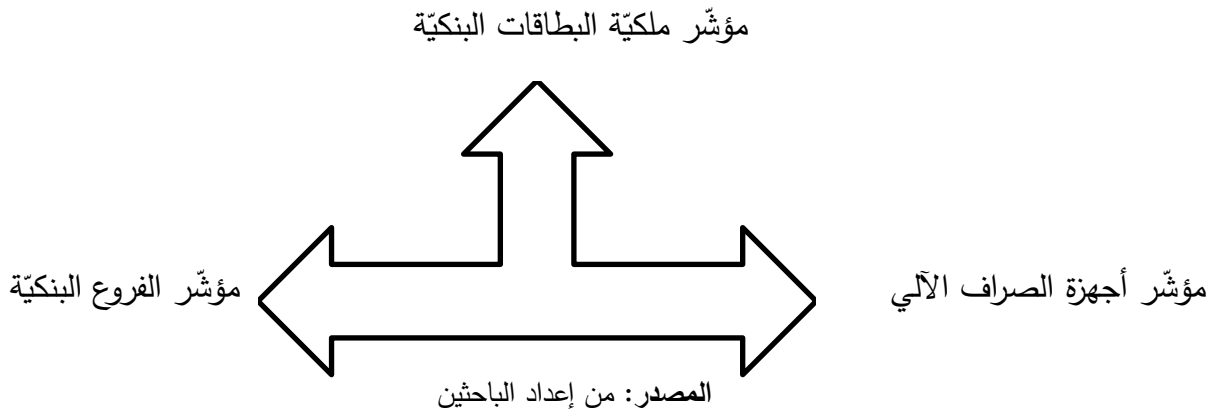 مؤشّر ملكيّة البطاقات البنكيّة
مؤشّر أجهزة الصراف الآلي
مؤشّر الفروع البنكيّة
المصدر: من إعداد الباحثين